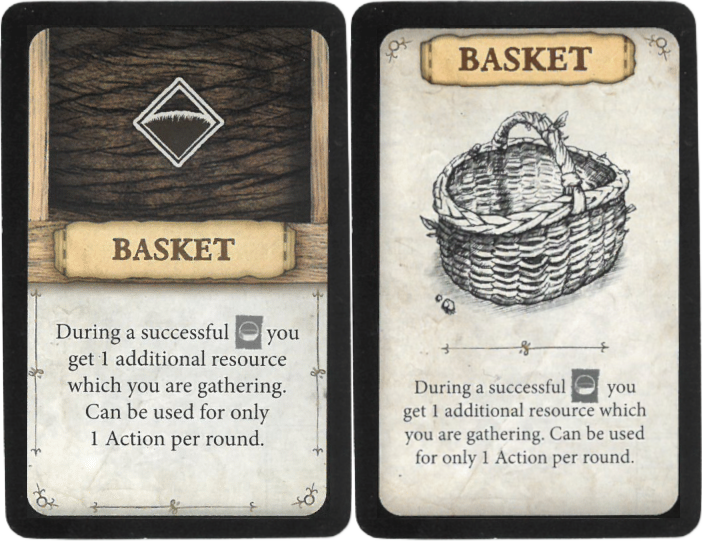 BASKET
During a successful you
get 1 additional resource
which you are gathering.
Can be used for only
1 Action per round.
BASKET
During a successful you
get 1 additional resource which
you are gathering. Can be used
for only 1 Action per round.